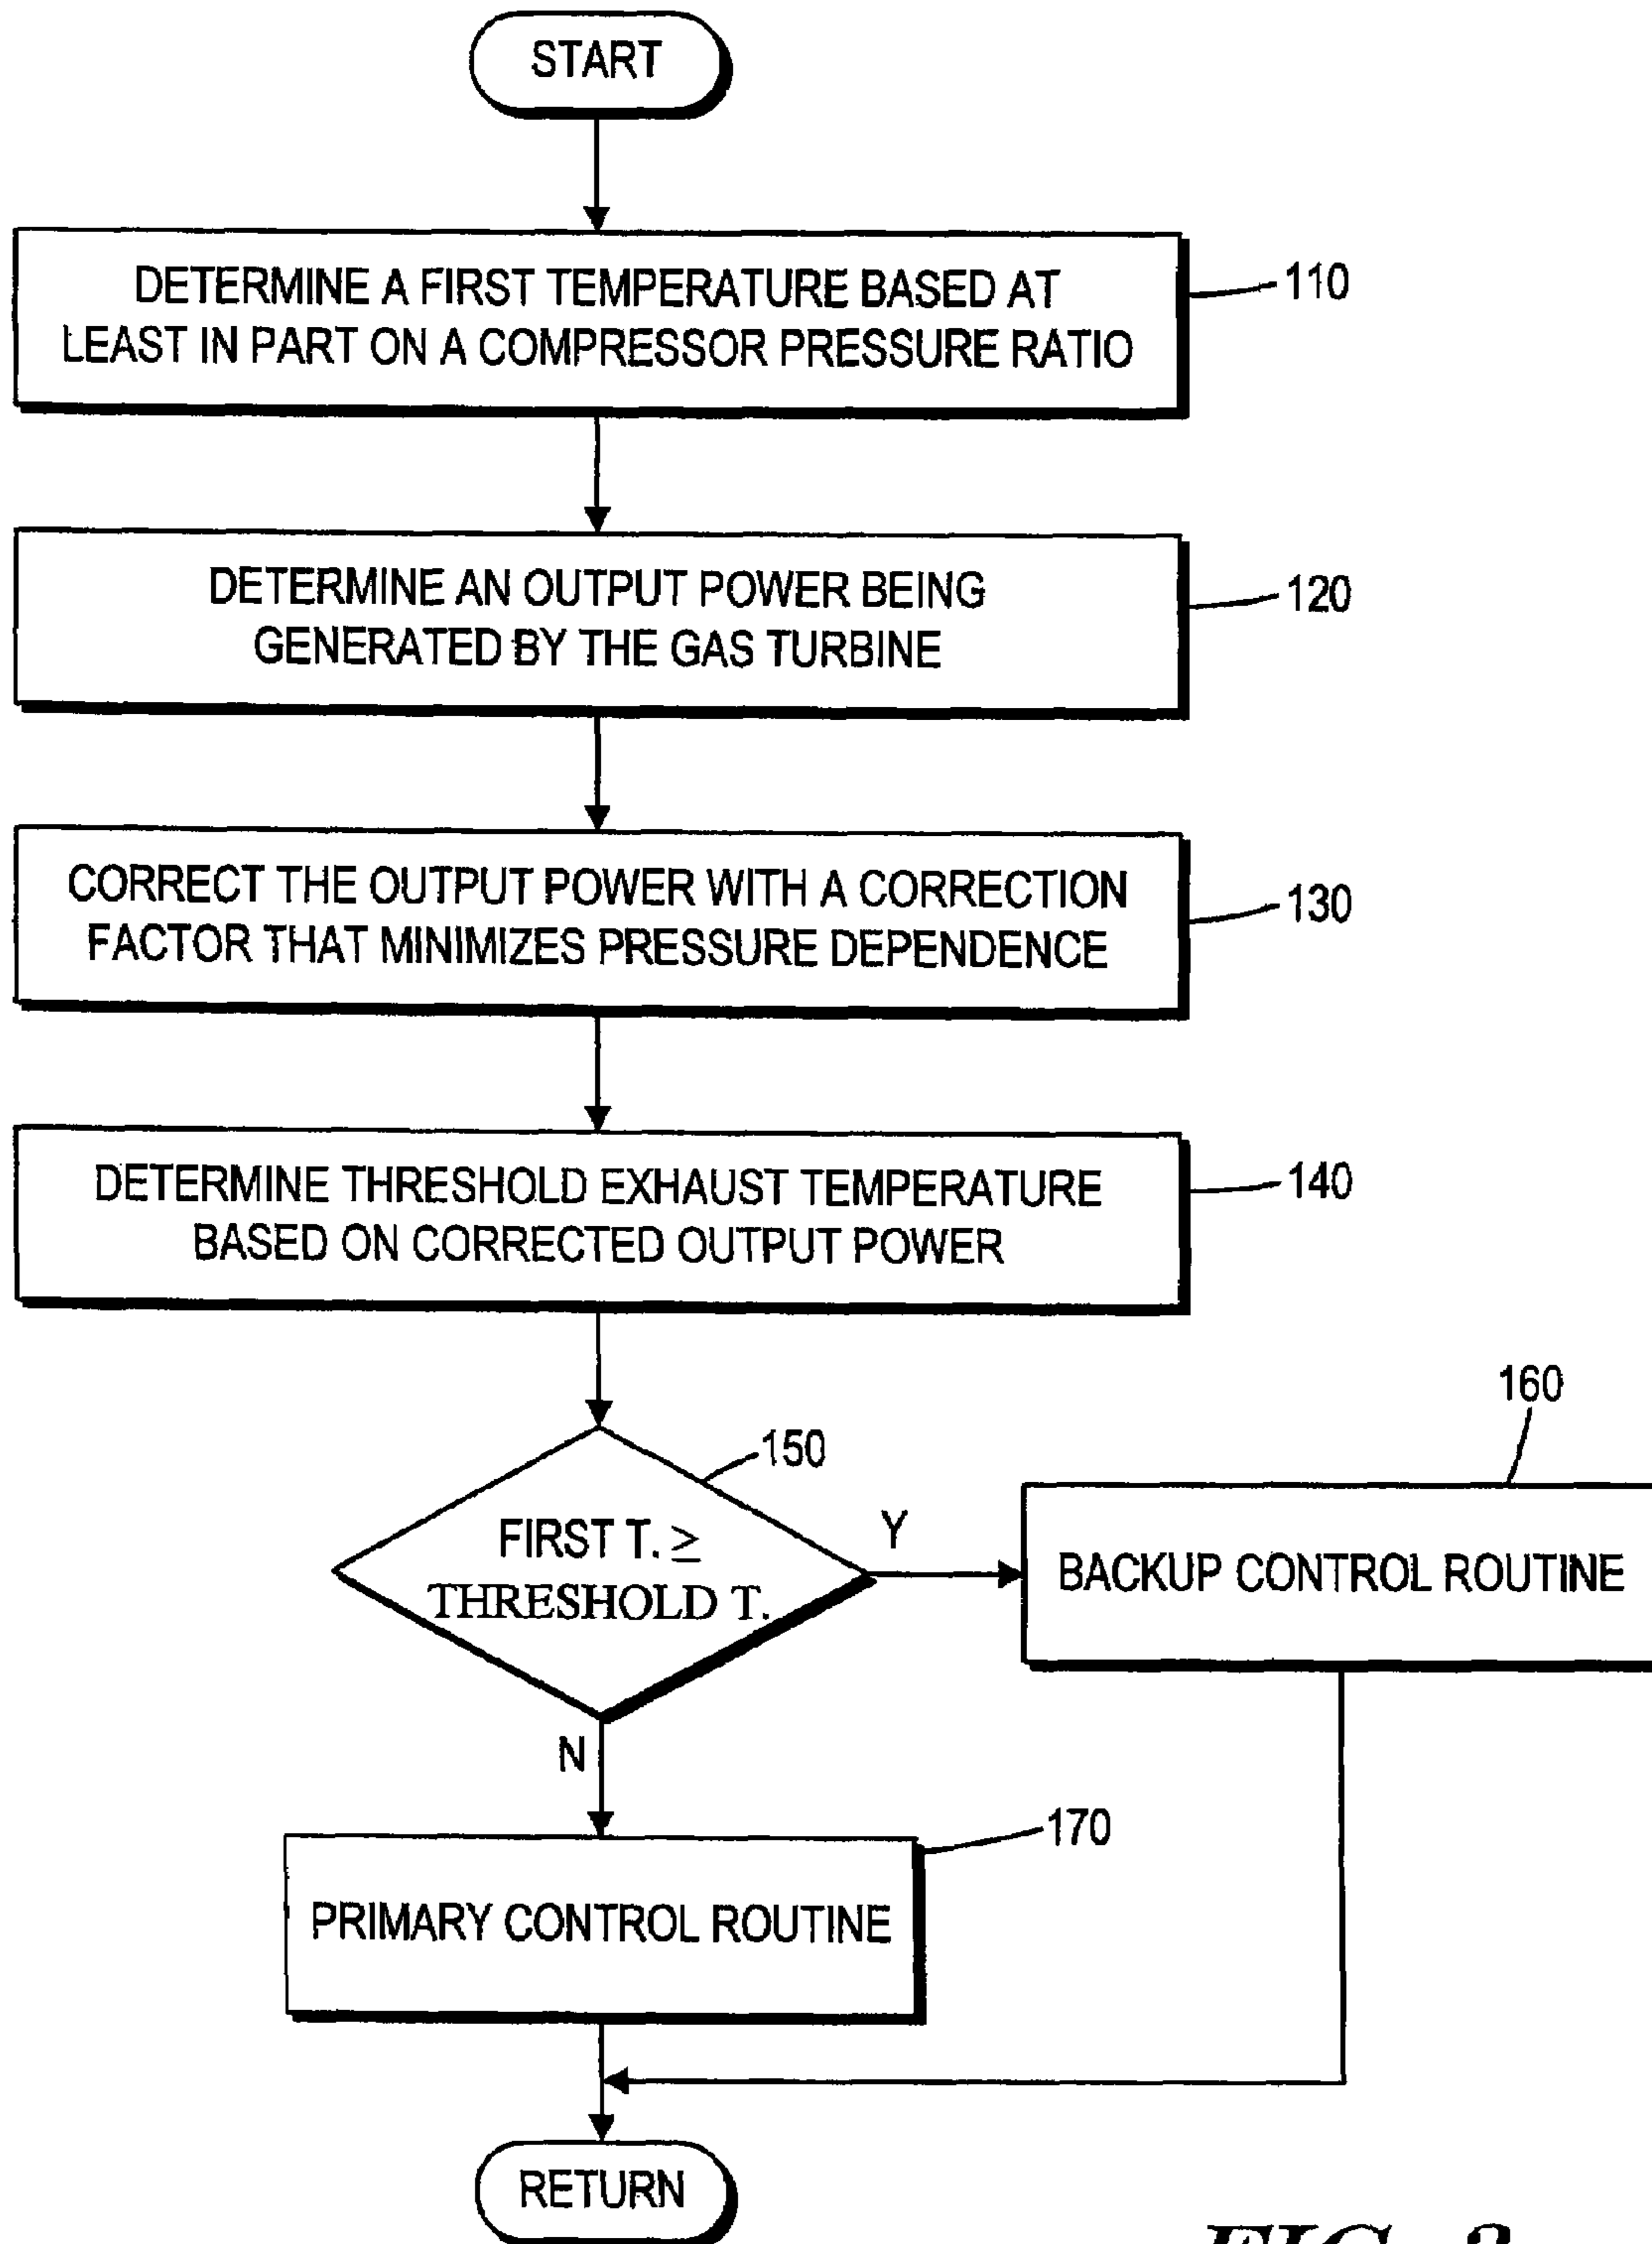 START
DETERMINE A FIRST TEMPERATURE BASED AT
LEAST IN PART ON A COMPRESSOR PRESSURE RATIO
110
DETERMINE AN OUTPUT POWER BEING
GENERATED BY THE GAS TURBINE
120
CORRECT THE OUTPUT POWER WITH A CORRECTION
FACTOR THAT MINIMIZES PRESSURE DEPENDENCE
130
DETERMINE THRESHOLD EXHAUST TEMPERATURE
BASED ON CORRECTED OUTPUT POWER
140
150
FIRST T. ≥
THRESHOLD T.
Y
160
BACKUP CONTROL ROUTINE
N
170
PRIMARY CONTROL ROUTINE
RETURN
FIG.